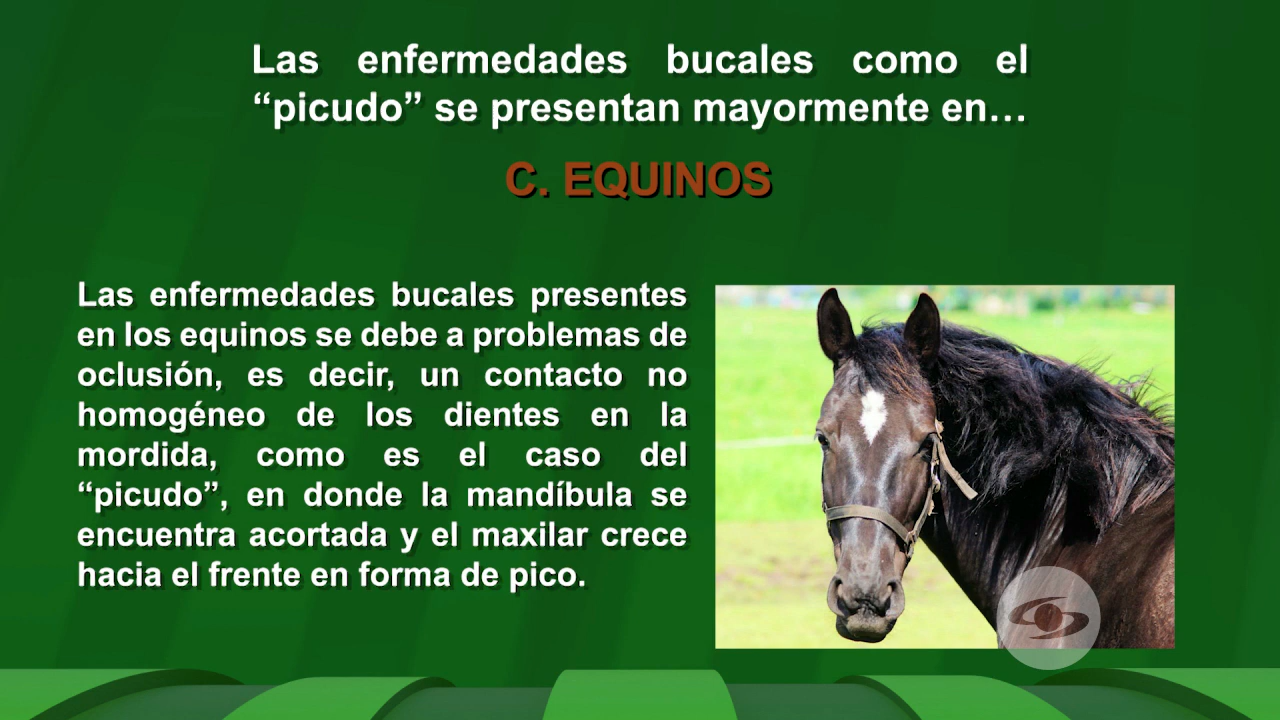 Las enfermedades bucales como el
“picudo” se presentan mayormente en…
C. EQUINOS
Las enfermedades bucales presentes
en los equinos se debe a problemas de
oclusión, es decir, un contacto no
homogéneo de los dientes en la
mordida, como es el caso del
“picudo”, en donde la mandíbula se
encuentra acortada y el maxilar crece
hacia el frente en forma de pico.